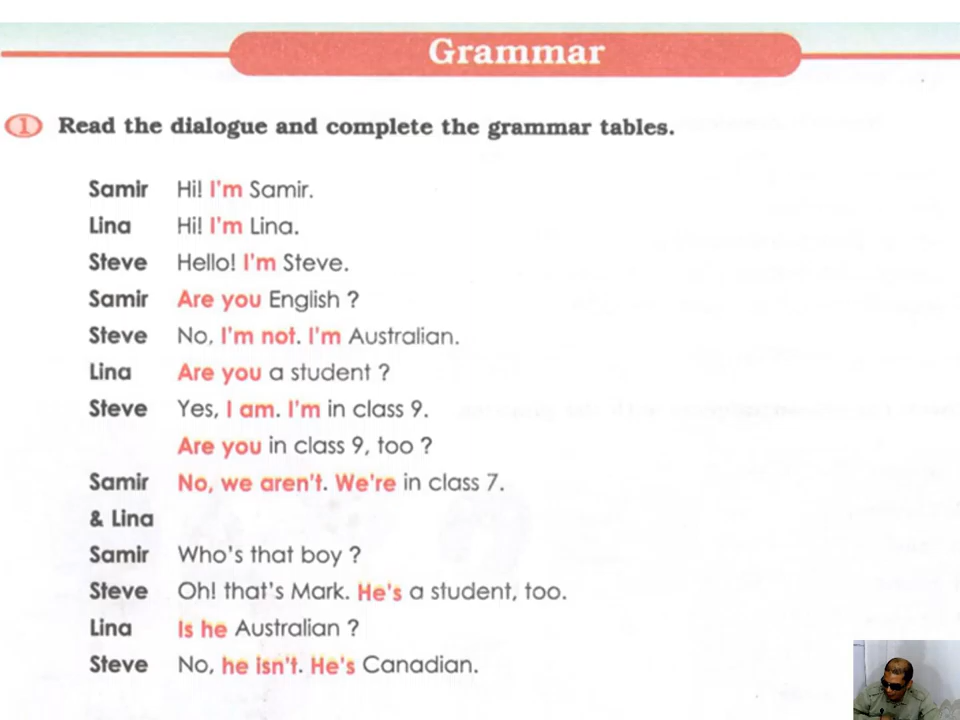 Grammar
1 Read the dialogue and complete the grammar tables.
Samir Hi! I'm Samir.
Lina Hi! I'm Lina.
Steve Hello! I'm Steve.
Samir Are you English ?
Steve No, I'm not. I'm Australian.
Lina Are you a student ?
Steve Yes, I am. I'm in class 9.
Are you in class 9, too ?
Samir No, we aren't. We're in class 7.
& Lina
Samir Who's that boy ?
Steve Oh! that's Mark. He's a student, too.
Lina Is he Australian ?
Steve No, he isn't. He's Canadian.